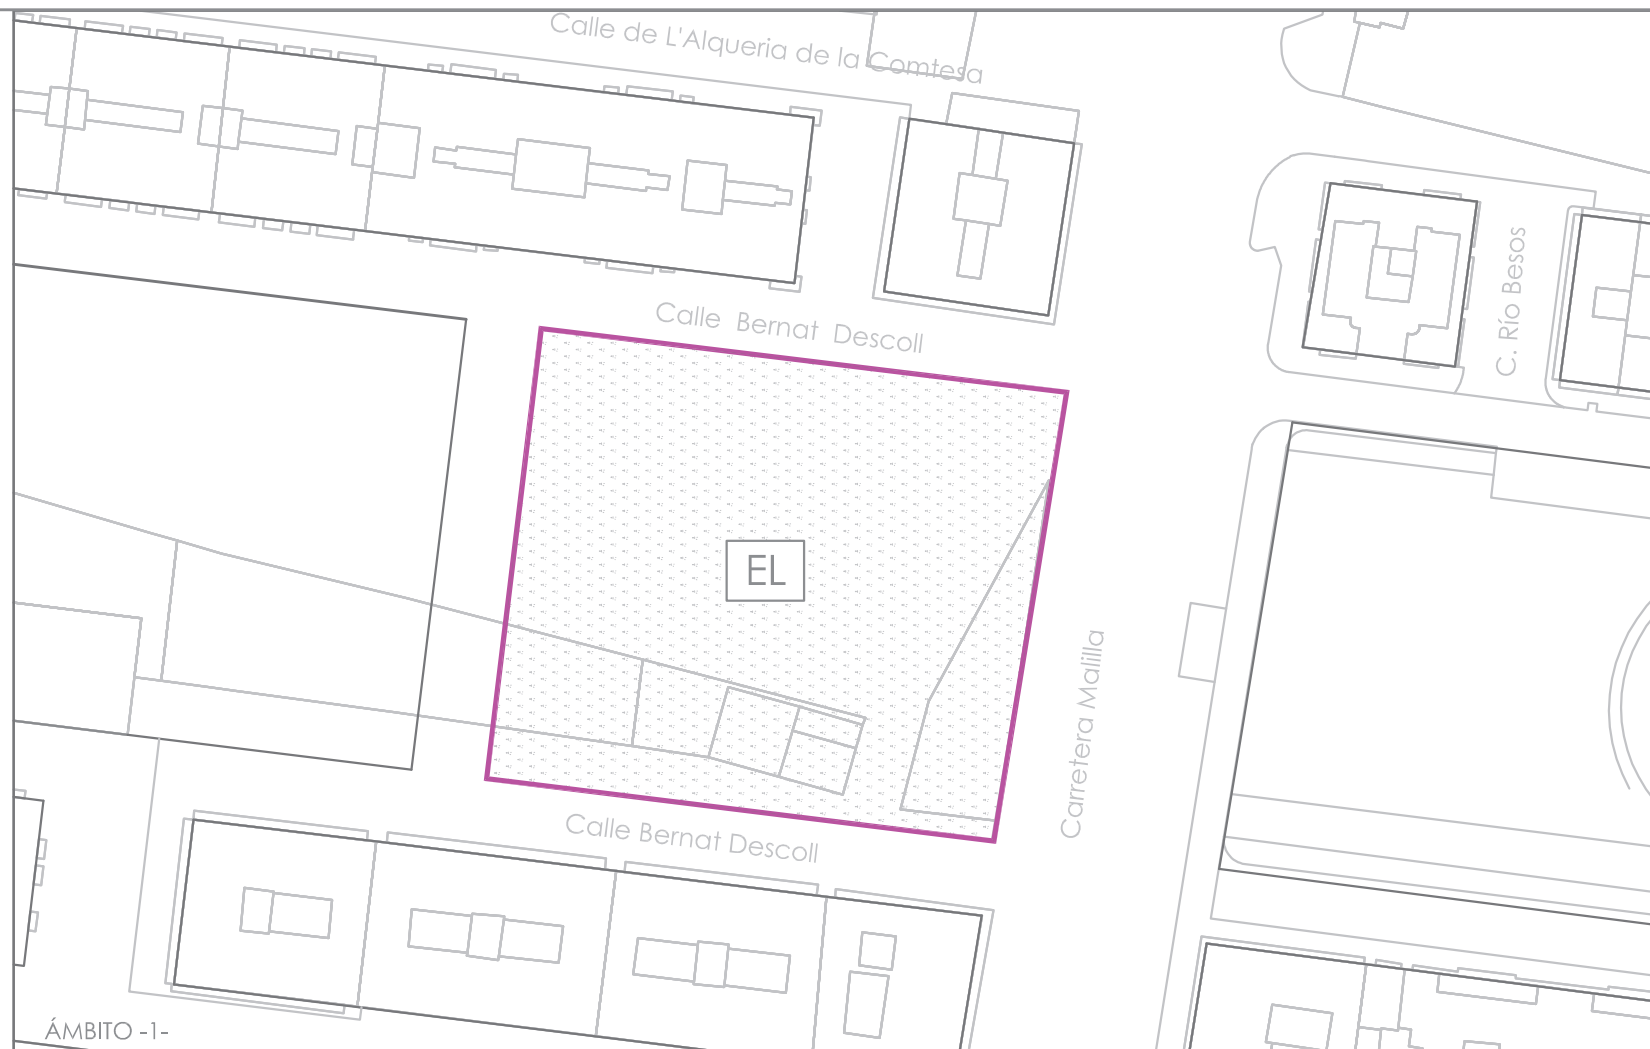 Calle de L'Alqueria de la Comtesa
C. Río Besos
Calle Bernat Descoll
EL
Carretera Malilla
Calle Bernat Descoll
ÁMBITO -1-